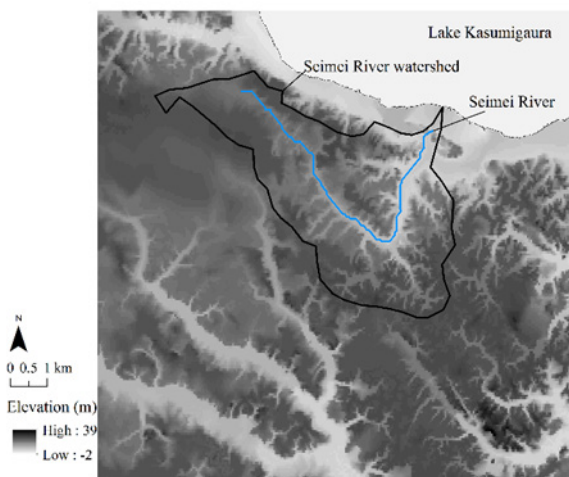 Lake Kasumigaura
Seimei River watershed
Seimei River
N
0 0.5 1 km
Elevation (m)
High : 39
Low : -2